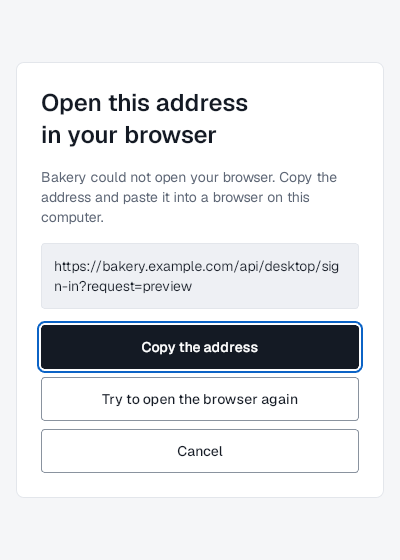 Open this address
in your browser
Bakery could not open your browser. Copy the
address and paste it into a browser on this
computer.
https://bakery.example.com/api/desktop/sig
n-in?request=preview
Copy the address
Try to open the browser again
Cancel